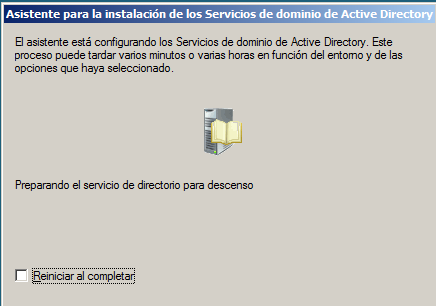 Asistente para la instalación de los Servicios de dominio de Active Directory
El asistente está configurando los Servicios de dominio de Active Directory. Este
proceso puede tardar varios minutos o varias horas en función del entorno y de las
opciones que haya seleccionado.
Preparando el servicio de directorio para descenso
Reiniciar al completar